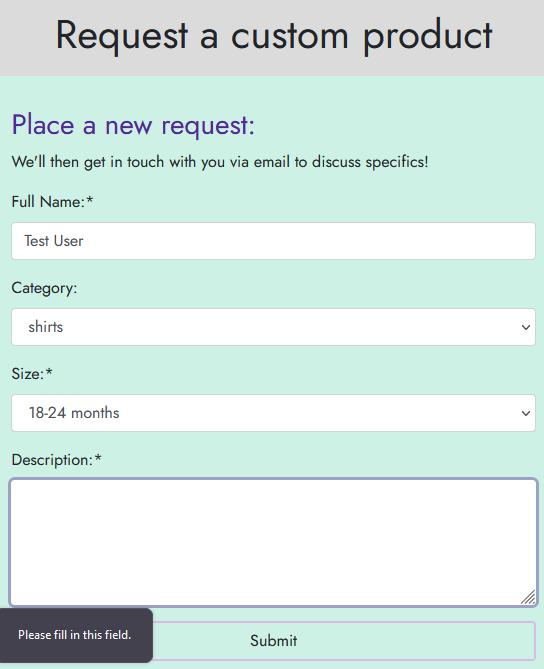 Request a custom product
Place a new request:
We'll then get in touch with you via email to discuss specifics!
Full Name:*
Test User
Category:
shirts
Size:*
18-24 months
Description:*
Please fill in this field.
Submit